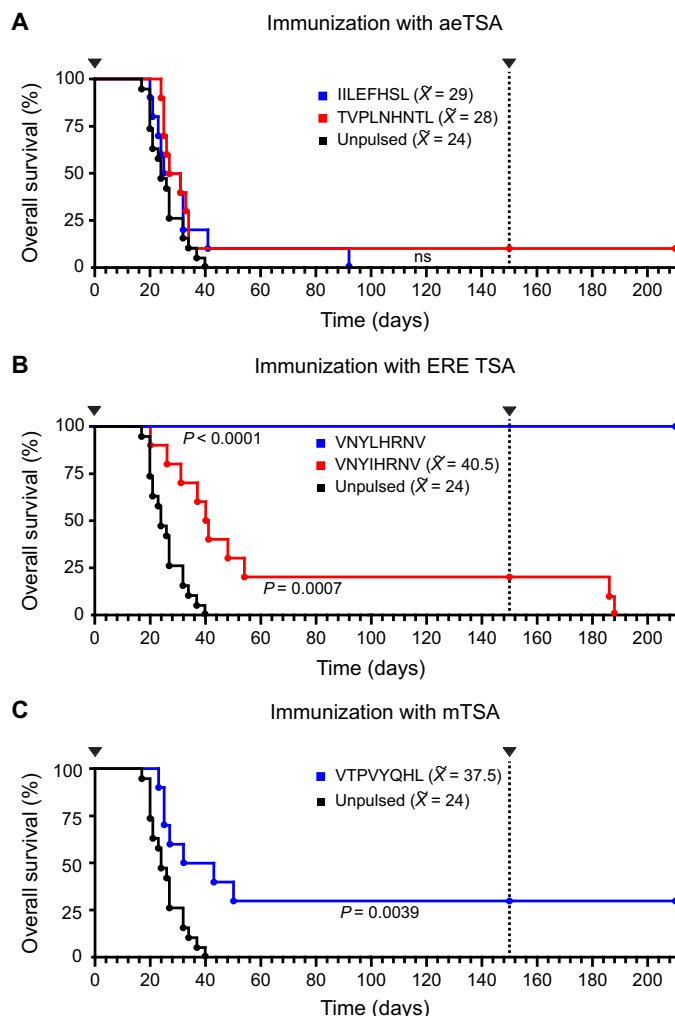 A
Immunization with aeTSA
Overall survival (%)
100
75
50
25
0
IILEFHSL (X̃ = 29)
TVPLNHNTL (X̃ = 28)
Unpulsed (X̃ = 24)
ns
0 20 40 60 80 100 120 140 160 180 200
Time (days)
B
Immunization with ERE TSA
Overall survival (%)
100
75
50
25
0
P < 0.0001
VNYLHRNV
VNYIHRNV (X̃ = 40.5)
Unpulsed (X̃ = 24)
P = 0.0007
0 20 40 60 80 100 120 140 160 180 200
Time (days)
C
Immunization with mTSA
Overall survival (%)
100
75
50
25
0
VTPVYQHL (X̃ = 37.5)
Unpulsed (X̃ = 24)
P = 0.0039
0 20 40 60 80 100 120 140 160 180 200
Time (days)